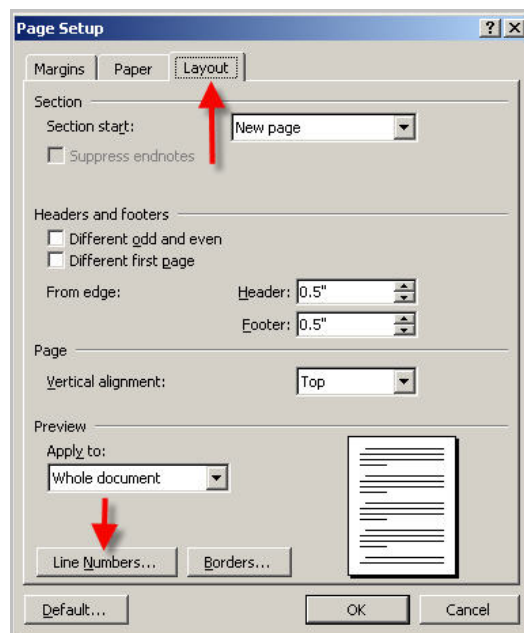 Page Setup ? X
Margins Paper Layout
Section
Section start: New page
Suppress endnotes
Headers and footers
Different odd and even
Different first page
From edge: Header: 0.5"
Footer: 0.5"
Page
Vertical alignment: Top
Preview
Apply to:
Whole document
Line Numbers... Borders...
Default... OK Cancel